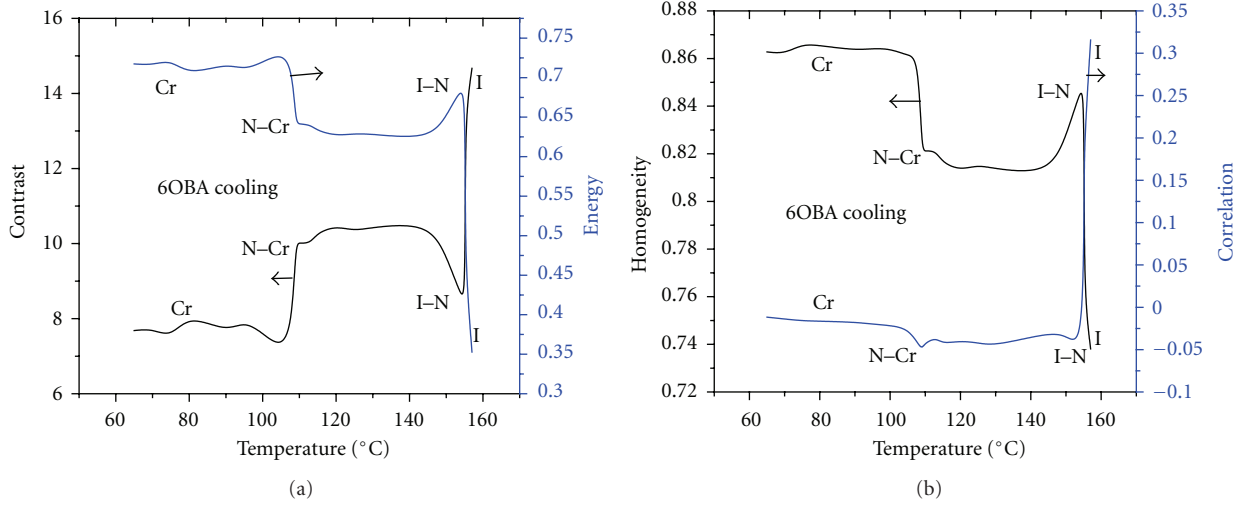 16
14
12
10
8
6
Contrast
60
80
100
120
140
160
Temperature (°C)
0.75
0.7
0.65
0.6
0.55
0.5
0.45
0.4
0.35
0.3
Energy
Cr
N–Cr
I–N
I
6OBA cooling
N–Cr
Cr
I–N
I
(a)
0.88
0.86
0.84
0.82
0.8
0.78
0.76
0.74
0.72
Homogeneity
60
80
100
120
140
160
Temperature (°C)
0.35
0.3
0.25
0.2
0.15
0.1
0.05
0
−0.05
−0.1
Correlation
Cr
N–Cr
I–N
I
6OBA cooling
Cr
N–Cr
I–N
I
(b)